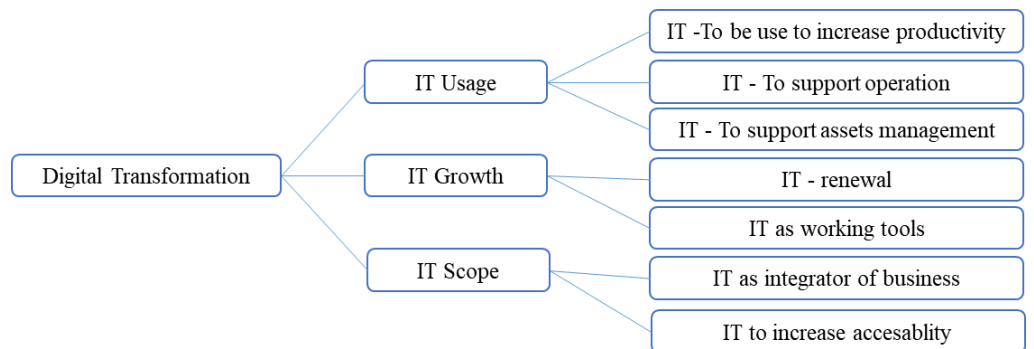 IT -To be use to increase productivity
IT Usage
IT - To support operation
IT - To support assets management
Digital Transformation
IT Growth
IT - renewal
IT as working tools
IT Scope
IT as integrator of business
IT to increase accesablity